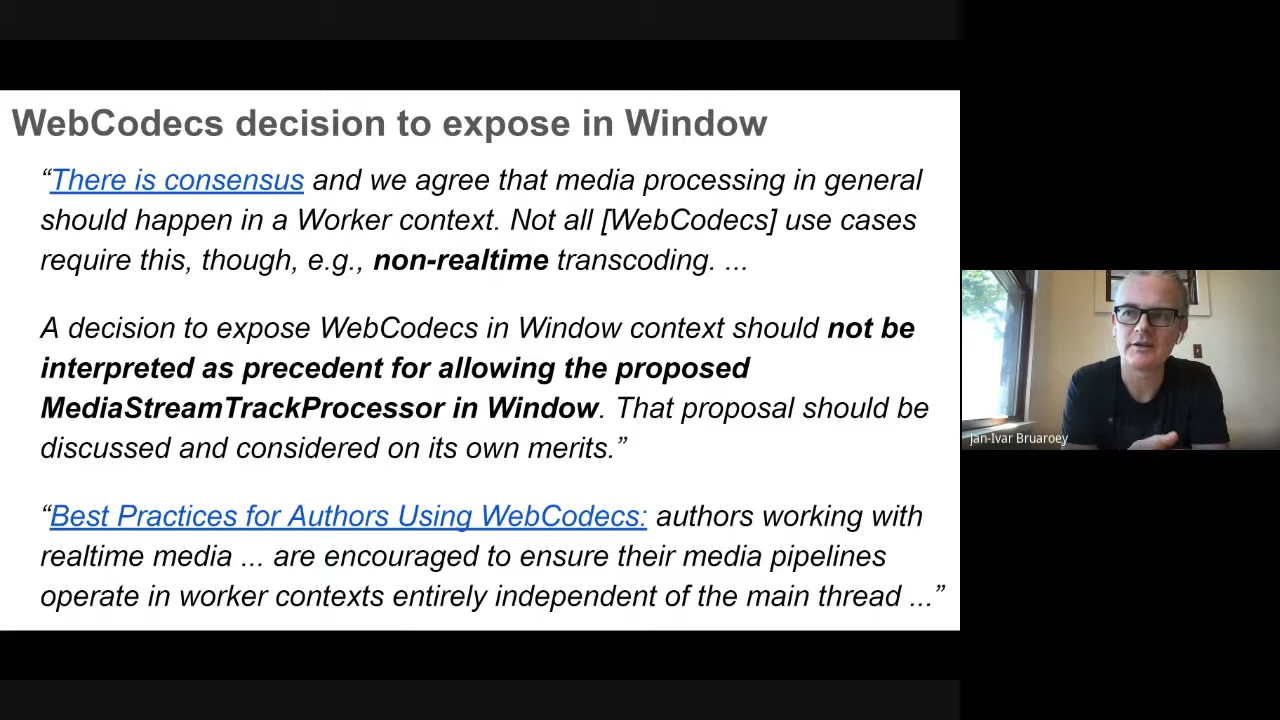 WebCodecs decision to expose in Window
“There is consensus and we agree that media processing in general
should happen in a Worker context. Not all [WebCodecs] use cases
require this, though, e.g., non-realtime transcoding. ...
A decision to expose WebCodecs in Window context should not be
interpreted as precedent for allowing the proposed
MediaStreamTrackProcessor in Window. That proposal should be
discussed and considered on its own merits.”
“Best Practices for Authors Using WebCodecs: authors working with
realtime media ... are encouraged to ensure their media pipelines
operate in worker contexts entirely independent of the main thread ...”
Jan-Ivar Bruaroey